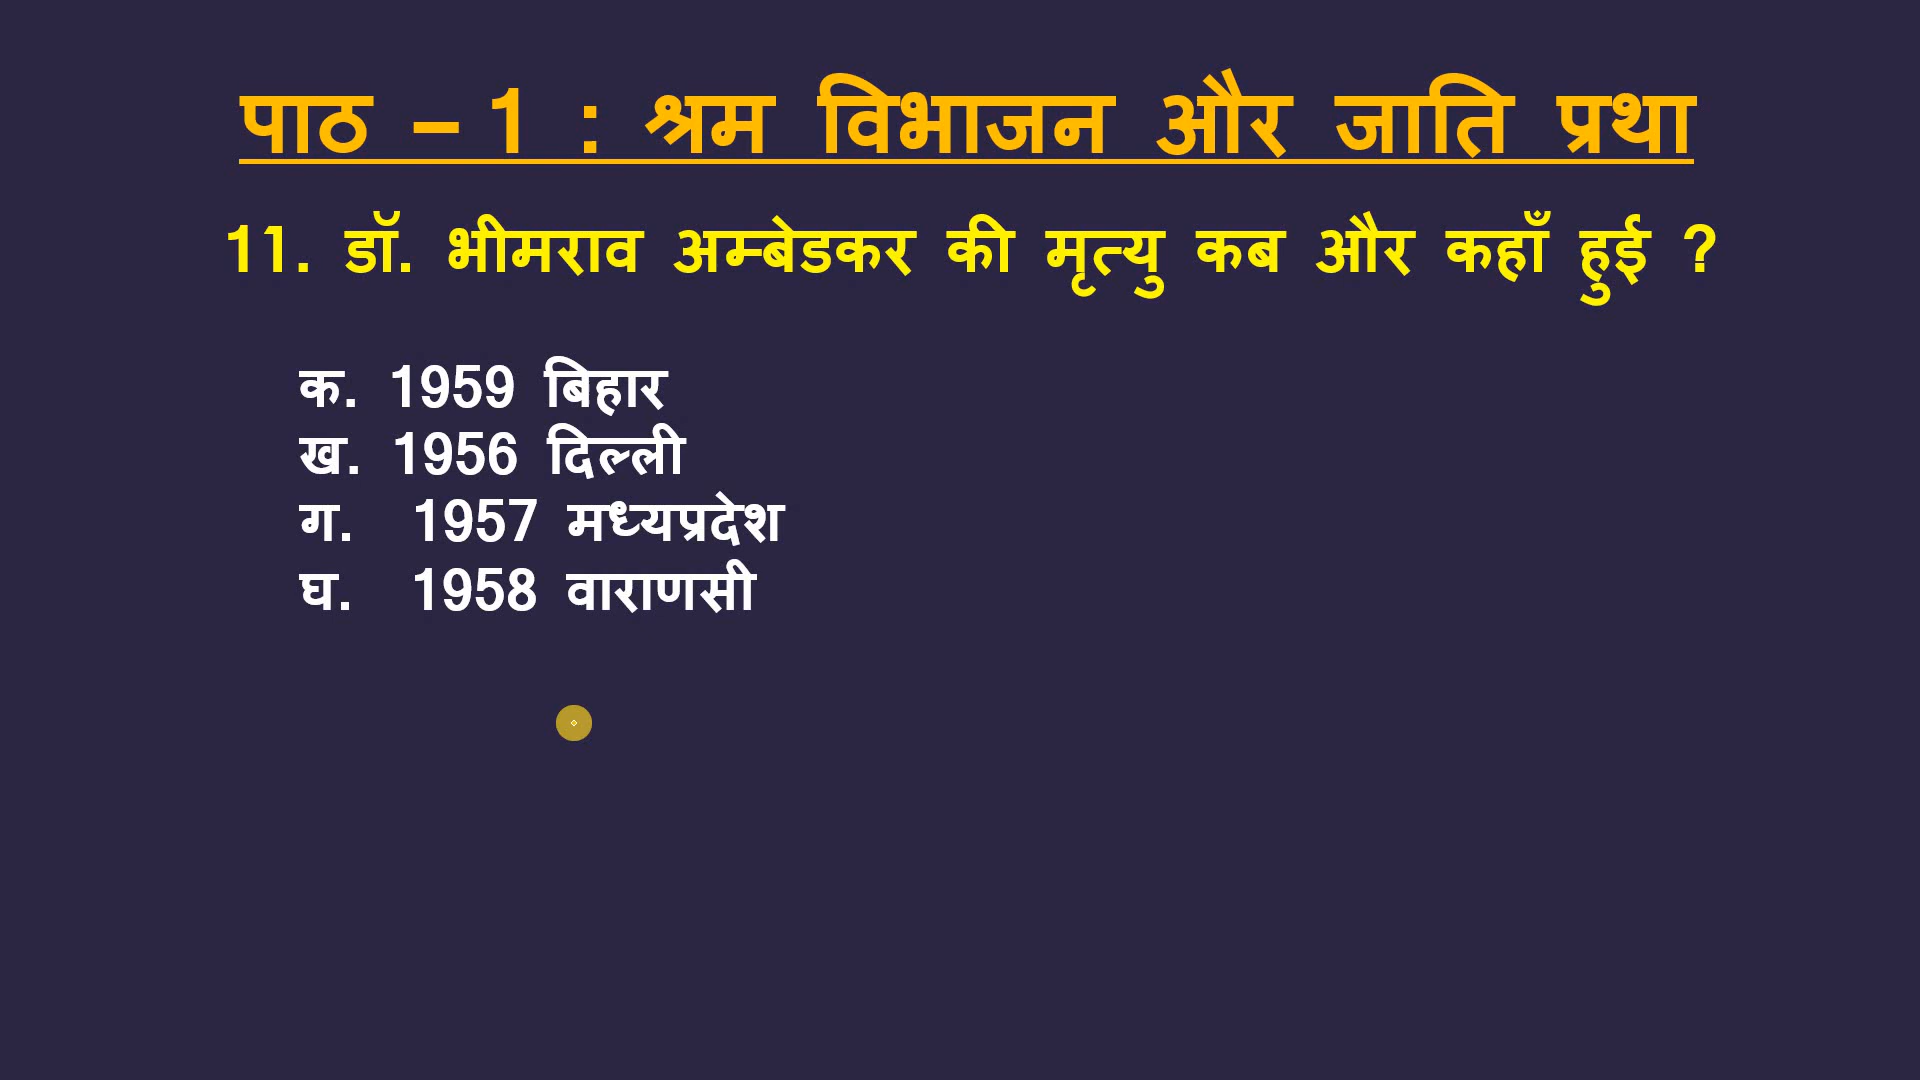 पाठ – 1 : श्रम विभाजन और जाति प्रथा
11. डॉ. भीमराव अम्बेडकर की मृत्यु कब और कहाँ हुई ?
क. 1959 बिहार
ख. 1956 दिल्ली
ग. 1957 मध्यप्रदेश
घ. 1958 वाराणसी